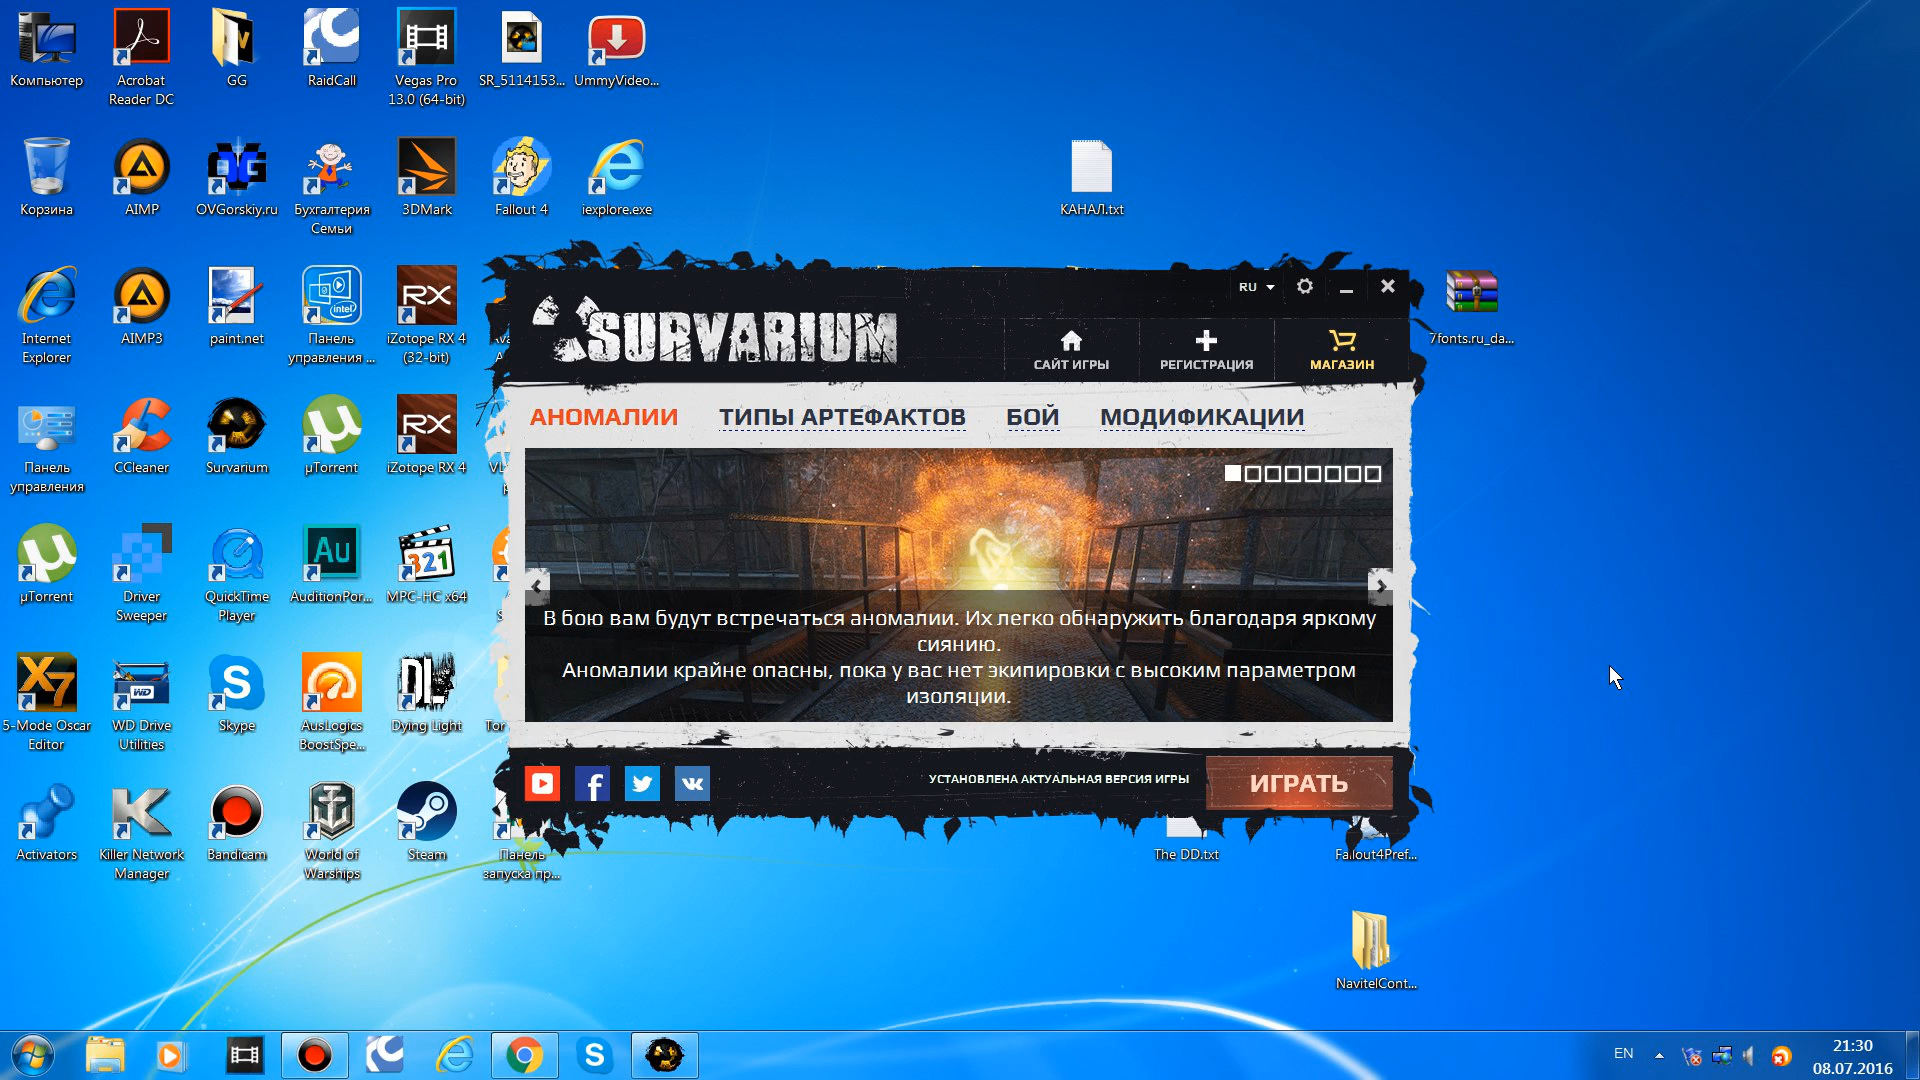 Компьютер
Acrobat
Reader DC
GG
RaidCall
Vegas Pro
13.0 (64-bit)
SR_5114153...
UmmyVideo...
Корзина
AIMP
OVGorskiy.ru
Бухгалтерия
Семьи
3DMark
Fallout 4
iexplore.exe
КАНАЛ.txt
Internet
Explorer
AIMP3
paint.net
Панель
управления ...
iZotope RX 4
(32-bit)
7fonts.ru_da...
Панель
управления
CCleaner
Survarium
µTorrent
iZotope RX 4
µTorrent
Driver
Sweeper
QuickTime
Player
AuditionPor...
MPC-HC x64
5-Mode Oscar
Editor
WD Drive
Utilities
Skype
AusLogics
BoostSpe...
Dying Light
Tor
Activators
Killer Network
Manager
Bandicam
World of
Warships
Steam
Панель
запуска пр...
The DD.txt
Fallout4Pref...
NavitelCont...
RU
SURVARIUM
САЙТ ИГРЫ
РЕГИСТРАЦИЯ
МАГАЗИН
АНОМАЛИИ
ТИПЫ АРТЕФАКТОВ
БОЙ
МОДИФИКАЦИИ
В бою вам будут встречаться аномалии. Их легко обнаружить благодаря яркому
сиянию.
Аномалии крайне опасны, пока у вас нет экипировки с высоким параметром
изоляции.
УСТАНОВЛЕНА АКТУАЛЬНАЯ ВЕРСИЯ ИГРЫ
ИГРАТЬ
EN
21:30
08.07.2016